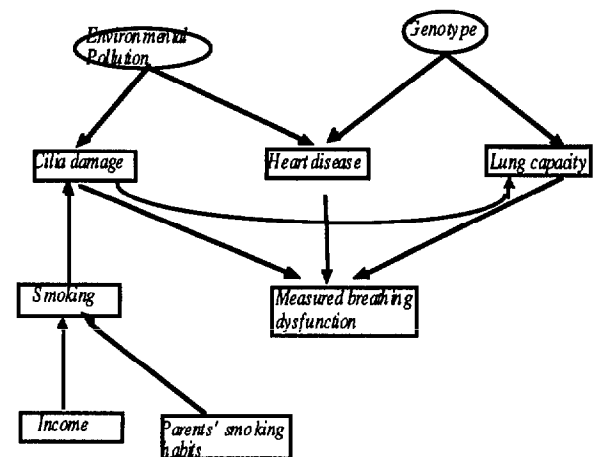 Environmental
Pollution
Genotype
Cilia damage
Heart disease
Lung capacity
Smoking
Measured breathing
dysfunction
Income
Parents' smoking
habits